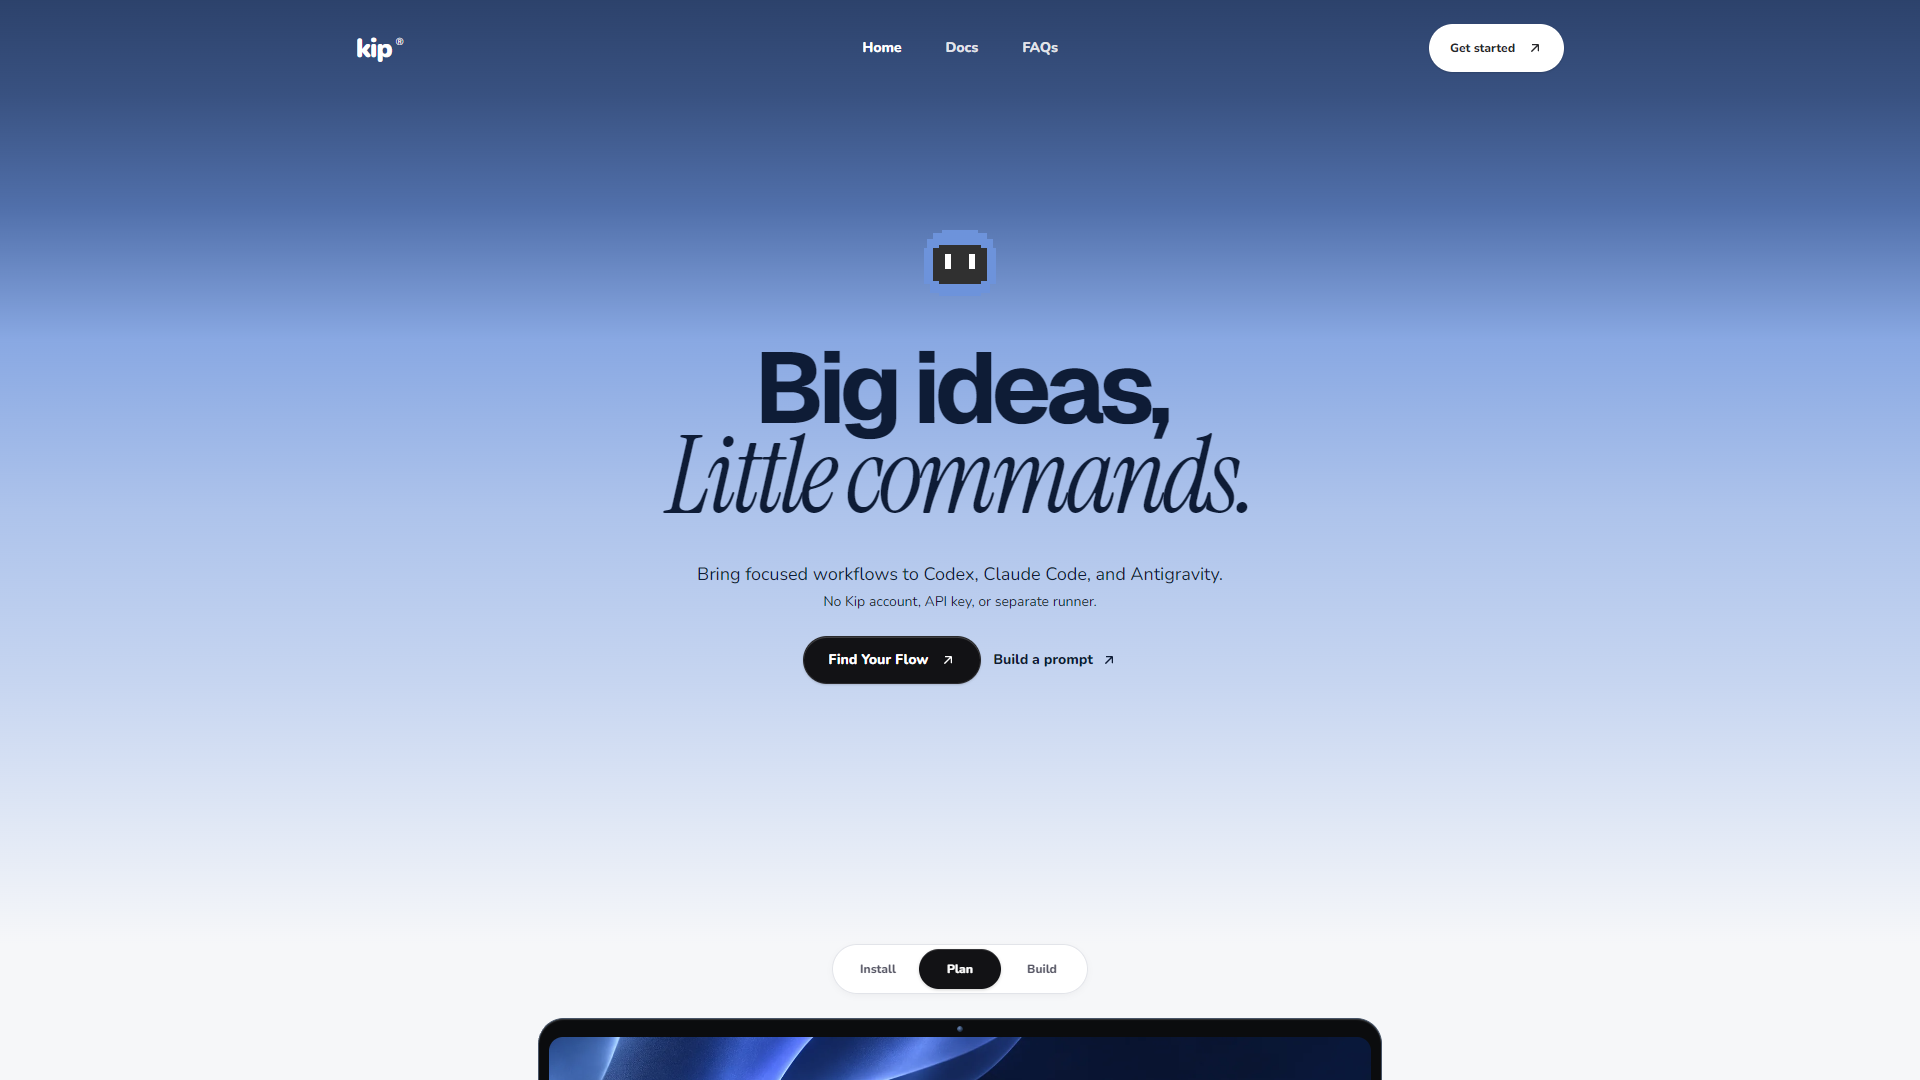 kip ®
Home
Docs
FAQs
Get started
Big ideas,
Little commands.
Bring focused workflows to Codex, Claude Code, and Antigravity.
No Kip account, API key, or separate runner.
Find Your Flow
Build a prompt
Install
Plan
Build